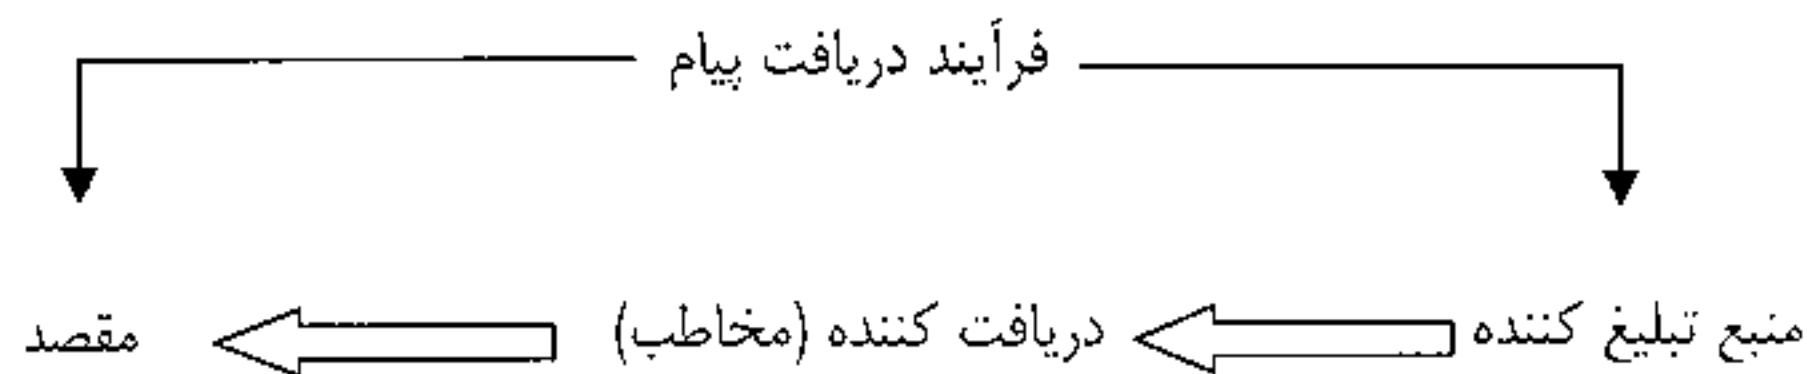 فرآیند دریافت پیام
منبع تبلیغ کننده دریافت کننده (مخاطب) مقصد